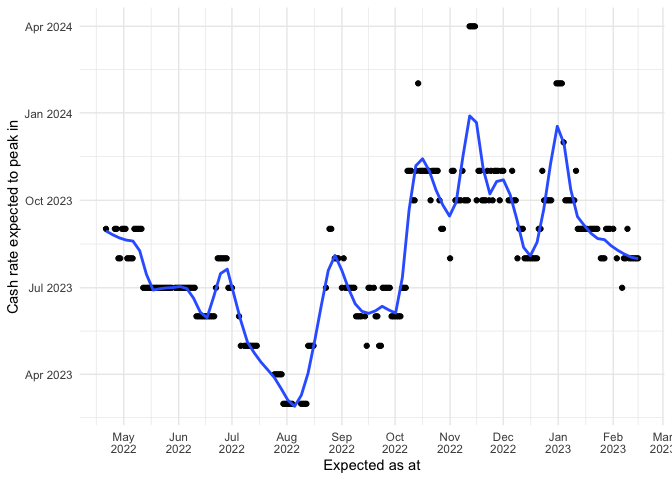 Apr 2024
Jan 2024
Oct 2023
Jul 2023
Apr 2023
Cash rate expected to peak in
May Jun Jul Aug Sep Oct Nov Dec Jan Feb Mar
2022 2022 2022 2022 2022 2022 2022 2022 2023 2023 2023
Expected as at